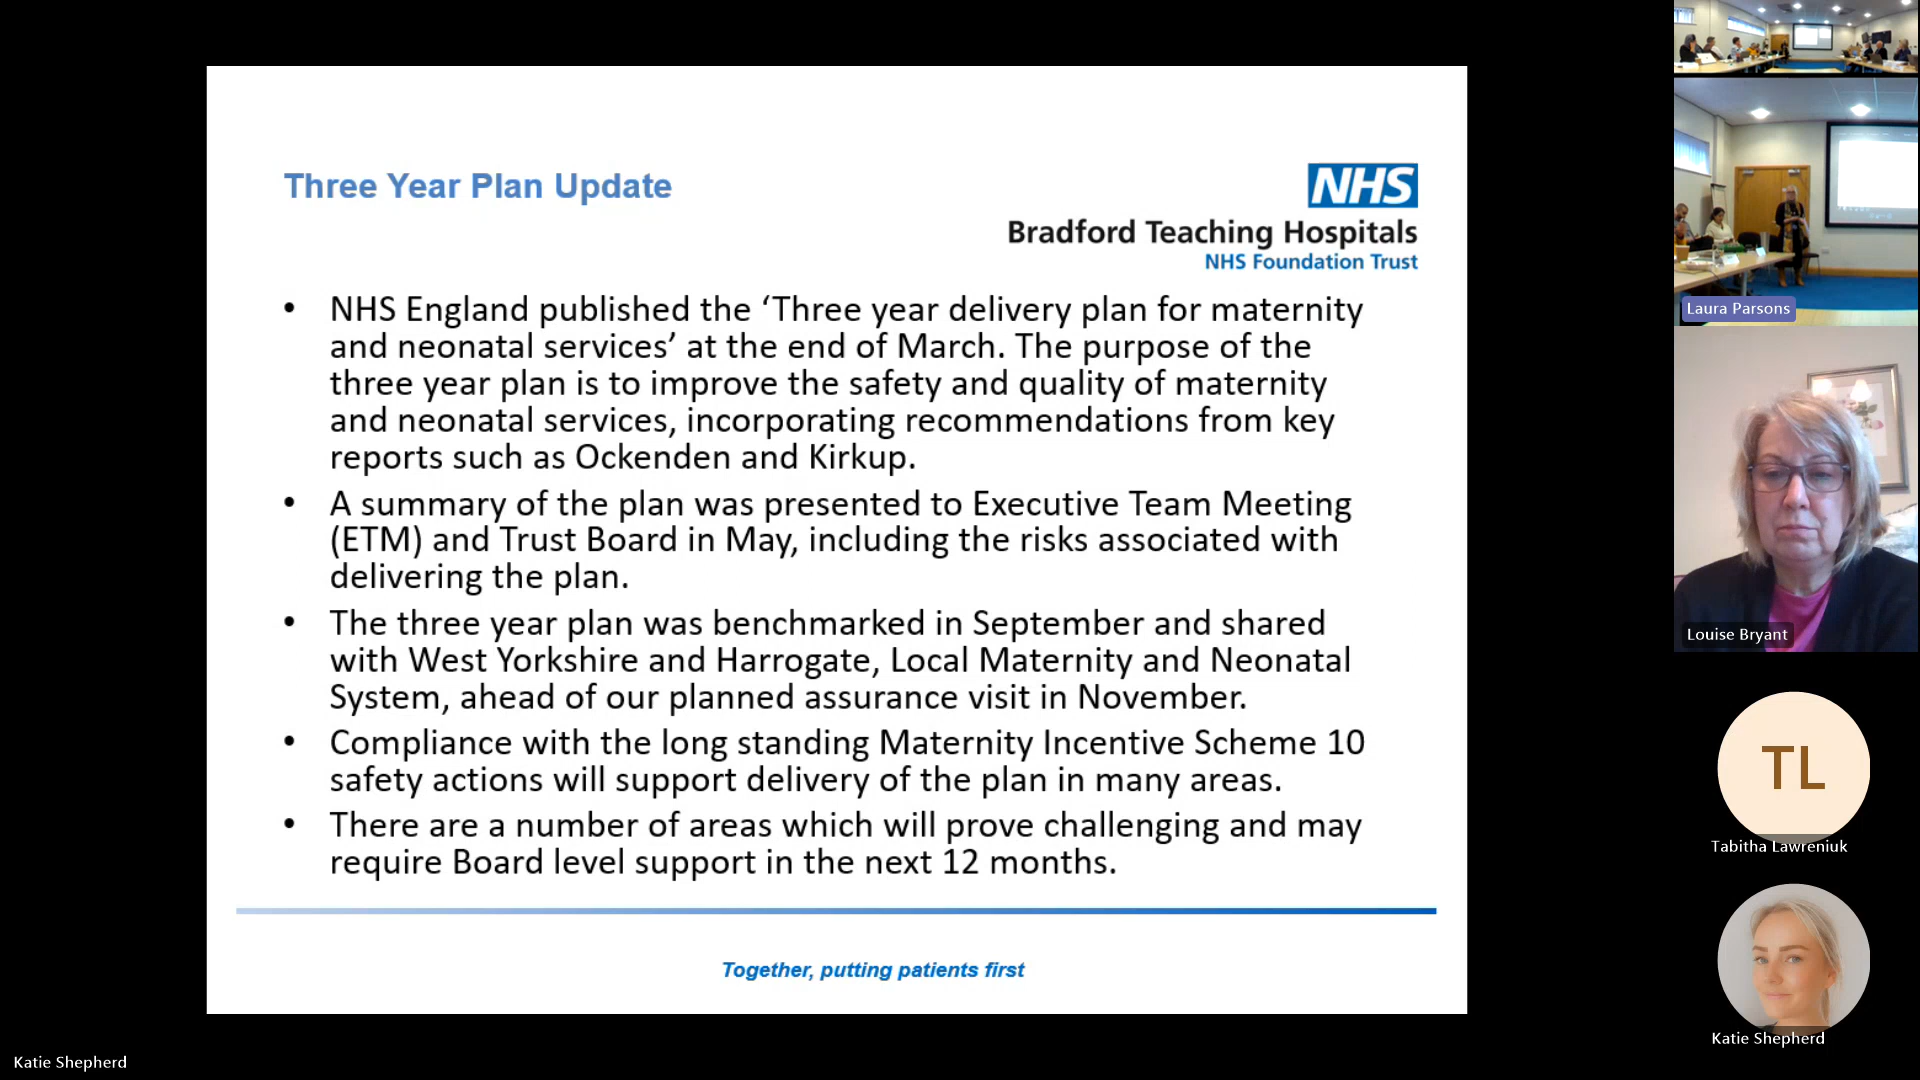 Three Year Plan Update
NHS
Bradford Teaching Hospitals
NHS Foundation Trust
• NHS England published the ‘Three year delivery plan for maternity
and neonatal services’ at the end of March. The purpose of the
three year plan is to improve the safety and quality of maternity
and neonatal services, incorporating recommendations from key
reports such as Ockenden and Kirkup.
• A summary of the plan was presented to Executive Team Meeting
(ETM) and Trust Board in May, including the risks associated with
delivering the plan.
• The three year plan was benchmarked in September and shared
with West Yorkshire and Harrogate, Local Maternity and Neonatal
System, ahead of our planned assurance visit in November.
• Compliance with the long standing Maternity Incentive Scheme 10
safety actions will support delivery of the plan in many areas.
• There are a number of areas which will prove challenging and may
require Board level support in the next 12 months.
Together, putting patients first
Katie Shepherd
Laura Parsons
Louise Bryant
TL
Tabitha Lawreniuk
Katie Shepherd